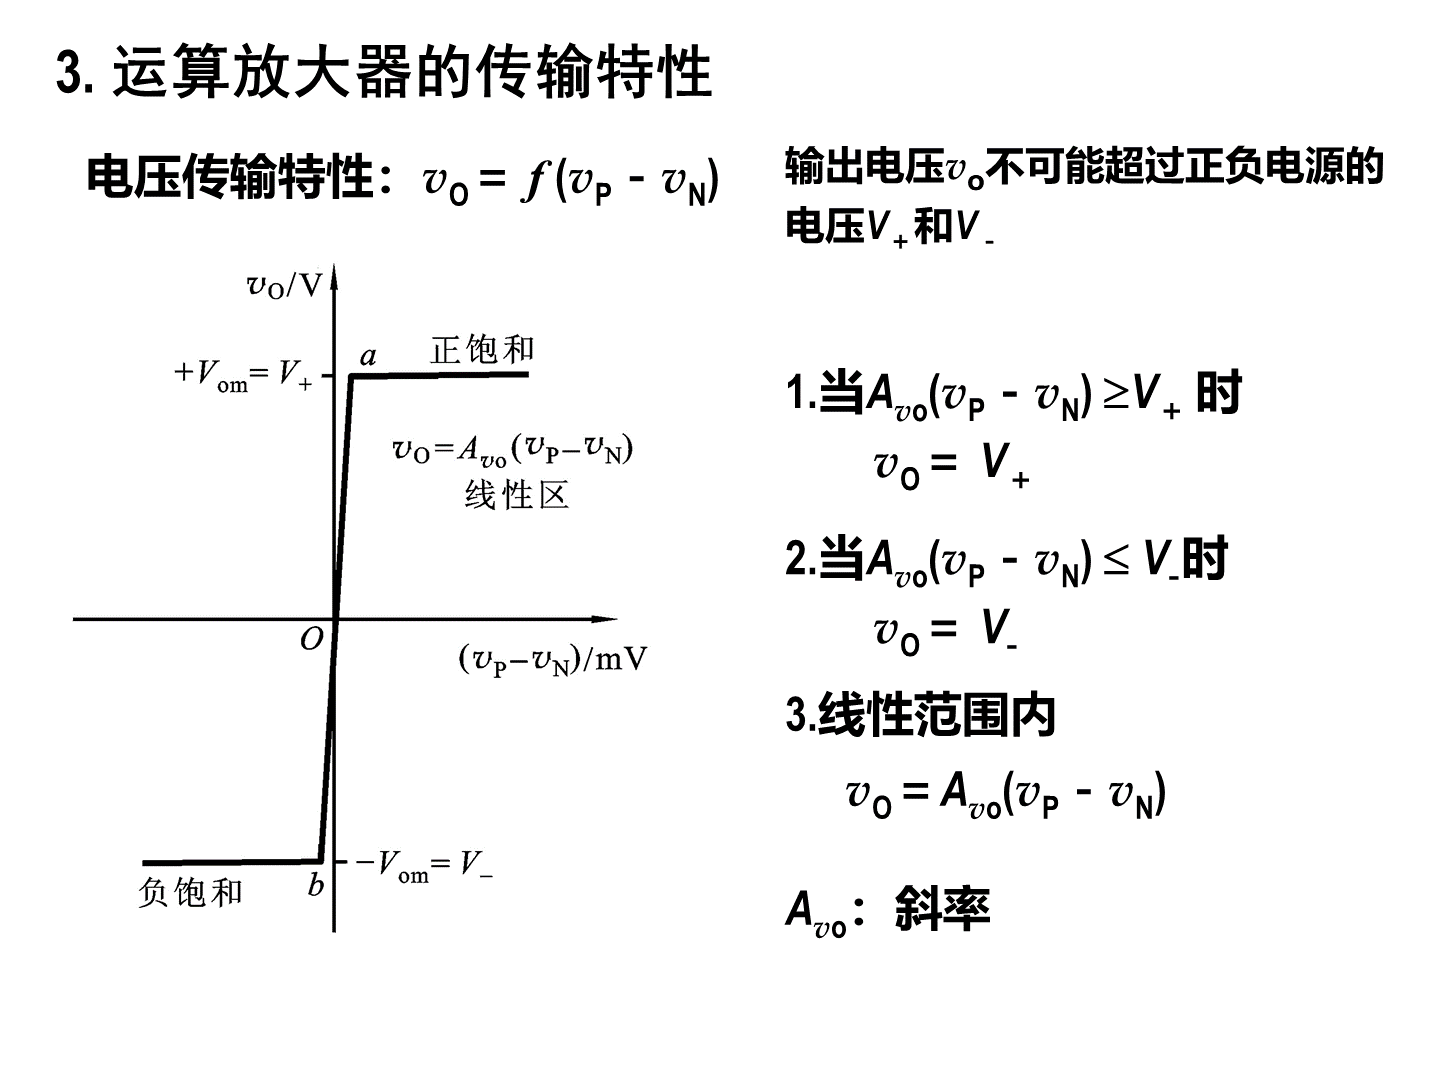 3. 运算放大器的传输特性
电压传输特性：vO = f (vP － vN)
输出电压vo不可能超过正负电源的
电压V+和V-
vO/V
+Vom= V+
a
正饱和
vO=Avo(vP–vN)
线性区
O
(vP–vN)/mV
–Vom= V–
负饱和
b
1.当Avo(vP － vN) ≥V+ 时
vO = V+
2.当Avo(vP － vN) ≤ V-时
vO = V-
3.线性范围内
vO = Avo(vP － vN)
Avo：斜率